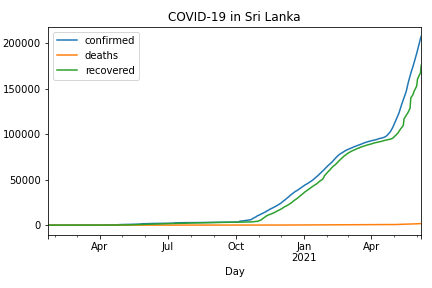 COVID-19 in Sri Lanka
confirmed
deaths
recovered
200000
150000
100000
50000
0
Apr Jul Oct Jan Apr
2021
Day